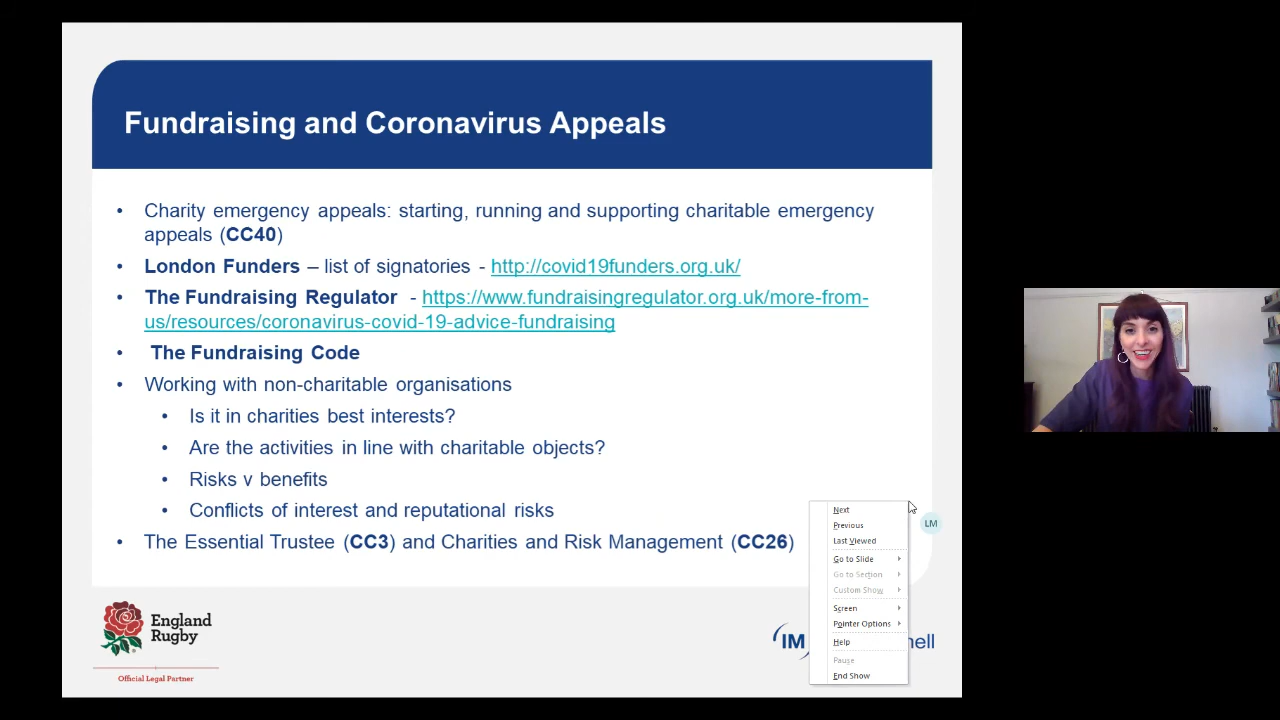 Fundraising and Coronavirus Appeals
• Charity emergency appeals: starting, running and supporting charitable emergency
appeals (CC40)
• London Funders – list of signatories - http://covid19funders.org.uk/
• The Fundraising Regulator - https://www.fundraisingregulator.org.uk/more-from-
us/resources/coronavirus-covid-19-advice-fundraising
• The Fundraising Code
• Working with non-charitable organisations
• Is it in charities best interests?
• Are the activities in line with charitable objects?
• Risks v benefits
• Conflicts of interest and reputational risks
• The Essential Trustee (CC3) and Charities and Risk Management (CC26)
Next
Previous
Last Viewed
Go to Slide
Go to Section
Custom Show
Screen
Pointer Options
Help
Pause
End Show
LM
England
Rugby
Official Legal Partner
IM
ell